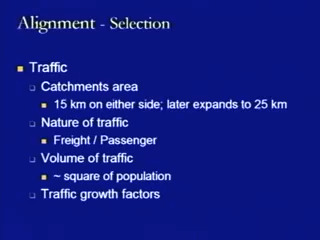 Alignment - Selection
Traffic
Catchments area
15 km on either side; later expands to 25 km
Nature of traffic
Freight / Passenger
Volume of traffic
~ square of population
Traffic growth factors